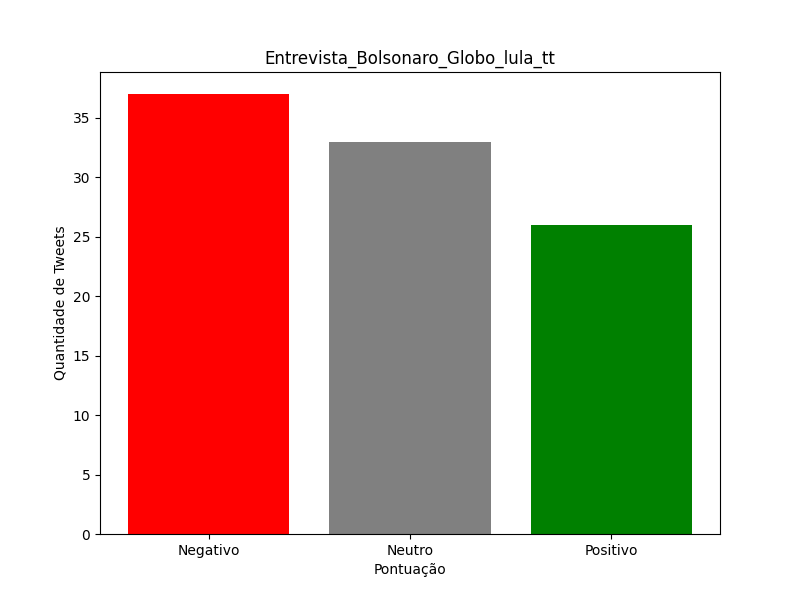 Entrevista_Bolsonaro_Globo_lula_tt
35
30
25
20
15
10
5
0
Quantidade de Tweets
Negativo Neutro Positivo
Pontuação